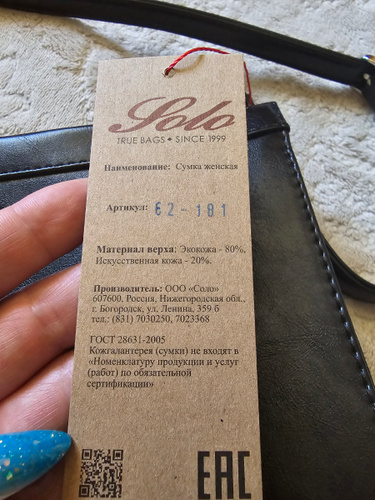 Solo
TRUE BAGS • SINCE 1999
Наименование: Сумка женская
Артикул: 62-181
Материал верха: Экокожа - 80%,
Искусственная кожа - 20%.
Производитель: ООО «Соло»
607600, Россия, Нижегородская обл.,
г. Богородск, ул. Ленина, 359 б
тел.: (831) 7030250, 7023368
ГОСТ 28631-2005
Кожгалантерея (сумки) не входят в
«Номенклатуру продукции и услуг
(работ) по обязательной
сертификации»
EAC